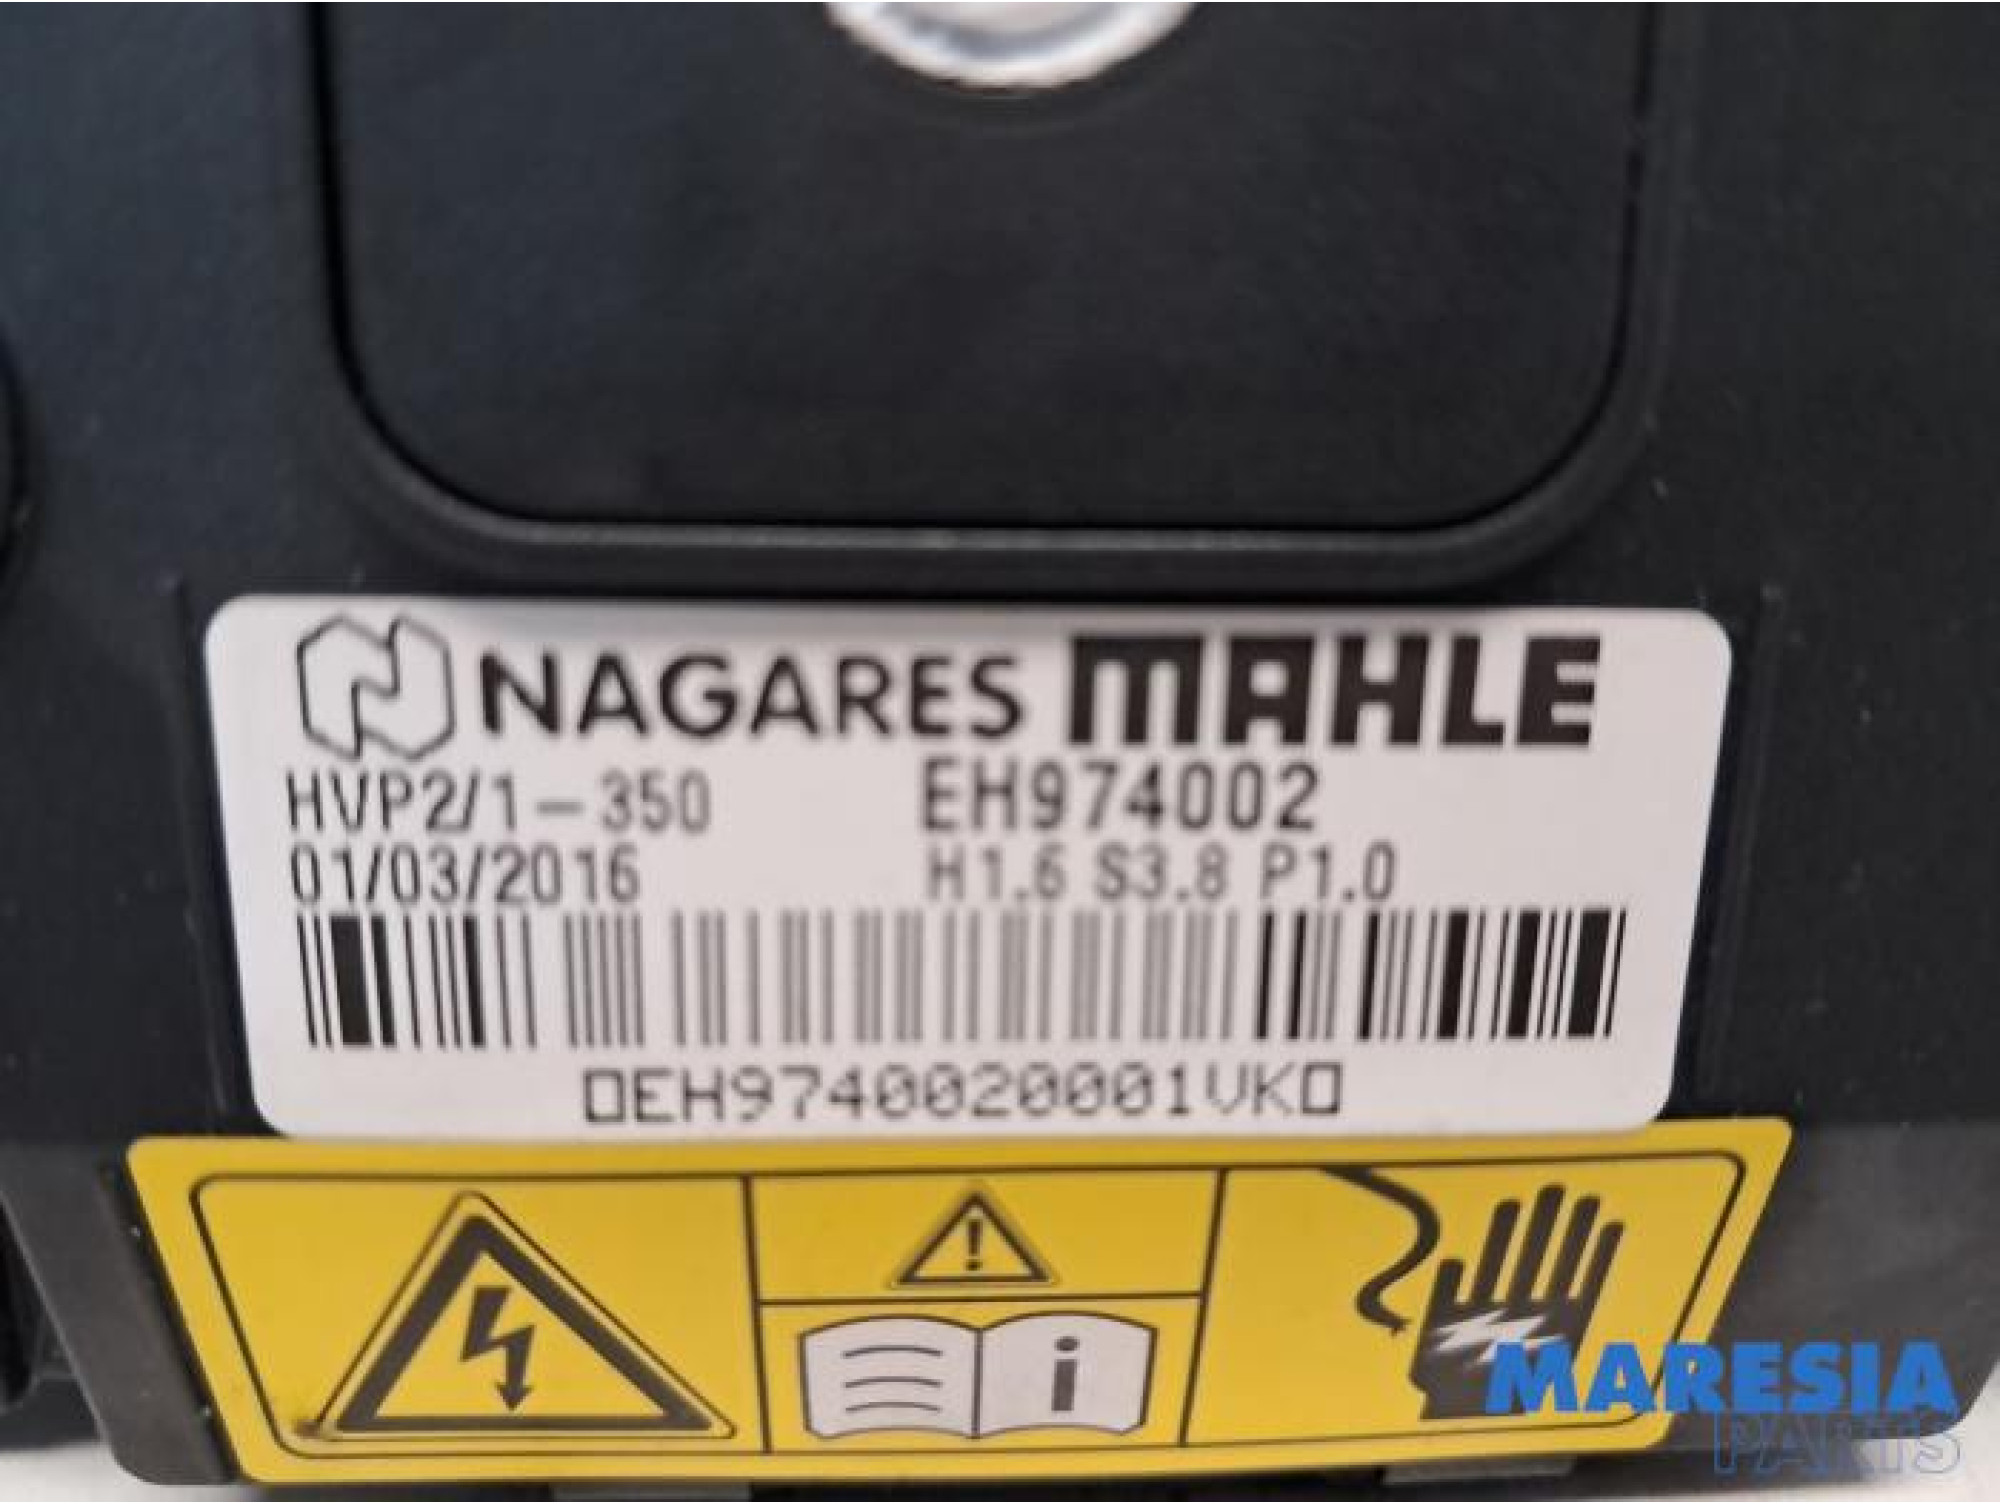 NAGARES MAHLE
HVP2/1-350 EH974002
01/03/2016 H1.6 S3.8 P1.0
▯EH9740020001VK▯
MARESIA
PARTS